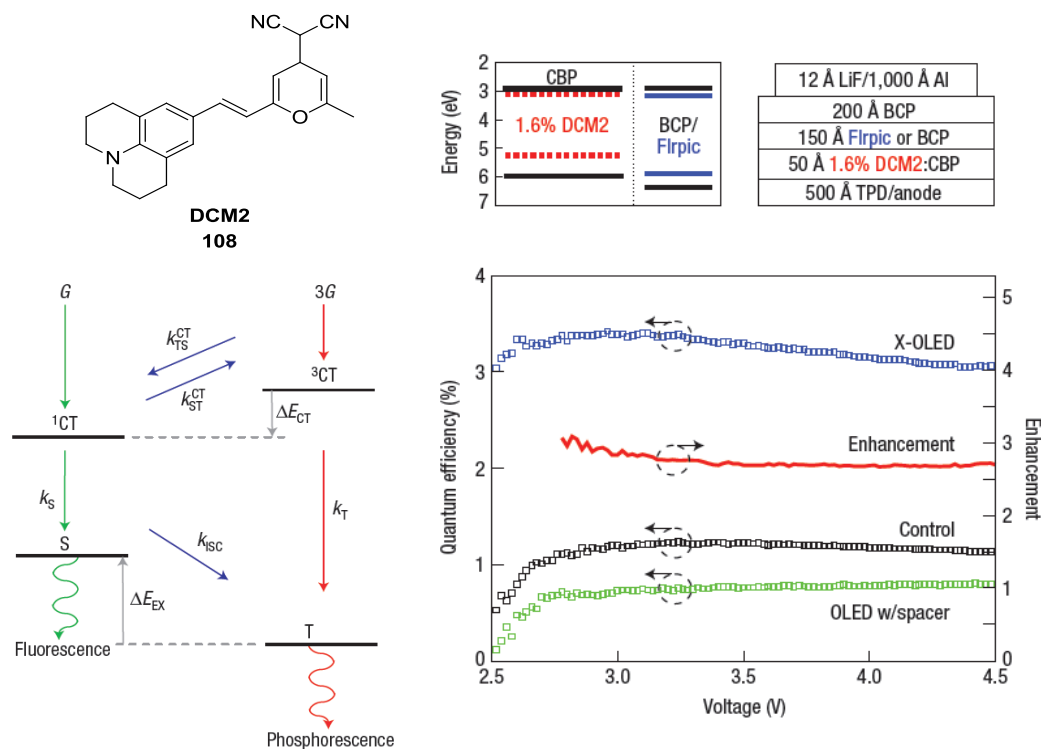 NC CN
O
N
DCM2
108
2
3
4
5
6
7
Energy (eV)
CBP
1.6% DCM2
BCP/
FIrpic
12 Å LiF/1,000 Å Al
200 Å BCP
150 Å FIrpic or BCP
50 Å 1.6% DCM2:CBP
500 Å TPD/anode
G
3G
k_TS^CT
k_ST^CT
³CT
ΔE_CT
¹CT
k_S
k_T
S
k_ISC
ΔE_EX
T
Fluorescence
Phosphorescence
4
3
2
1
0
Quantum efficiency (%)
X-OLED
Enhancement
Control
OLED w/spacer
5
4
3
2
1
0
Enhancement
2.5 3.0 3.5 4.0 4.5
Voltage (V)